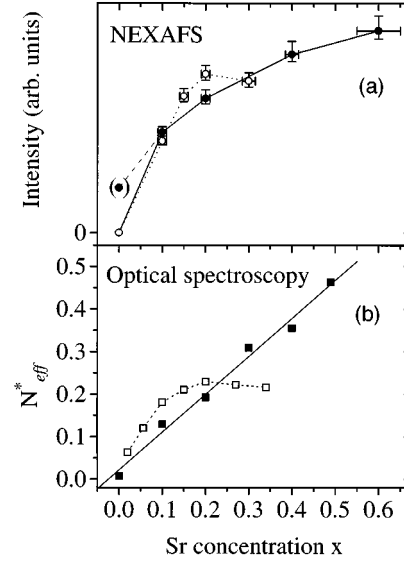 NEXAFS
(a)
Intensity (arb. units)
( )
0
Optical spectroscopy
(b)
N*eff
0.5
0.4
0.3
0.2
0.1
0.0
0.0 0.1 0.2 0.3 0.4 0.5 0.6
Sr concentration x